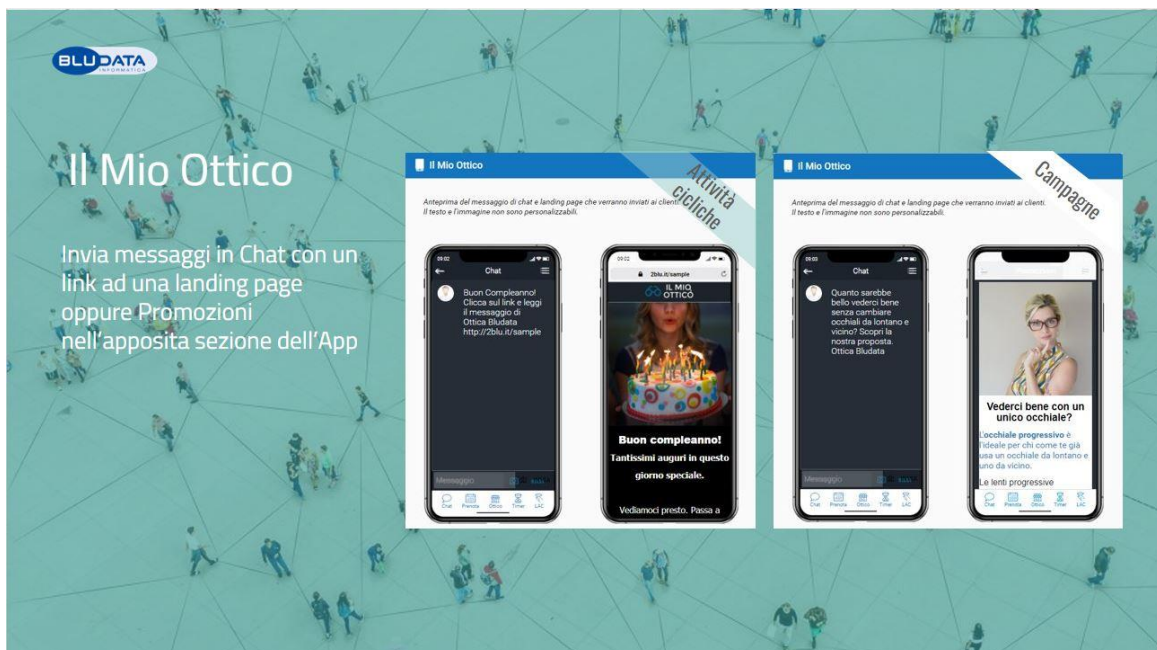 BLUDATA
INFORMATICA
Il Mio Ottico
Invia messaggi in Chat con un
link ad una landing page
oppure Promozioni
nell'apposita sezione dell'App
Il Mio Ottico
Attività
cicliche
Anteprima del messaggio di chat e landing page che verranno inviati ai clienti.
Il testo e l'immagine non sono personalizzabili.
09:02
Chat
Buon Compleanno!
Clicca sul link e leggi
il messaggio di
Ottica Bludata
http://2blu.it/sample
Messaggio
Chat Prenota Ottico Timer LAC
2blu.it/sample
IL MIO
OTTICO
Buon compleanno!
Tantissimi auguri in questo
giorno speciale.
Vediamoci presto. Passa a
Il Mio Ottico
Campagne
Anteprima del messaggio di chat e landing page che verranno inviati ai clienti.
Il testo e l'immagine non sono personalizzabili.
Chat
Quanto sarebbe
bello vederci bene
senza cambiare
occhiali da lontano e
vicino? Scopri la
nostra proposta.
Ottica Bludata
Messaggio
Chat Prenota Ottico Timer LAC
Vederci bene con un
unico occhiale?
L'occhiale progressivo è
l'ideale per chi come te già
usa un occhiale da lontano e
uno da vicino.
Le lenti progressive
Chat Prenota Ottico Timer LAC